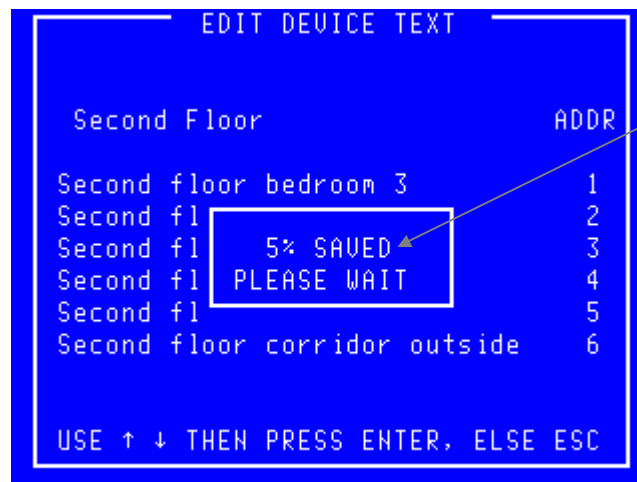 EDIT DEVICE TEXT
Second Floor ADDR
Second floor bedroom 3 1
Second fl 2
Second fl 5% SAVED 3
Second fl PLEASE WAIT 4
Second fl 5
Second floor corridor outside 6
USE ↑ ↓ THEN PRESS ENTER, ELSE ESC